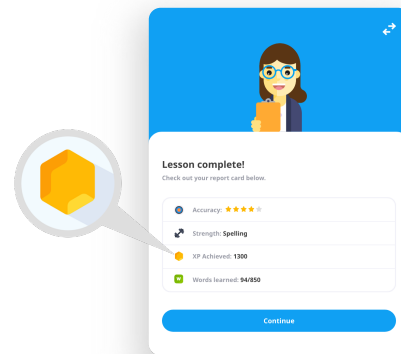 Lesson complete!
Check out your report card below.
Accuracy:
Strength: Spelling
XP Achieved: 1300
W
Words learned: 94/850
Continue